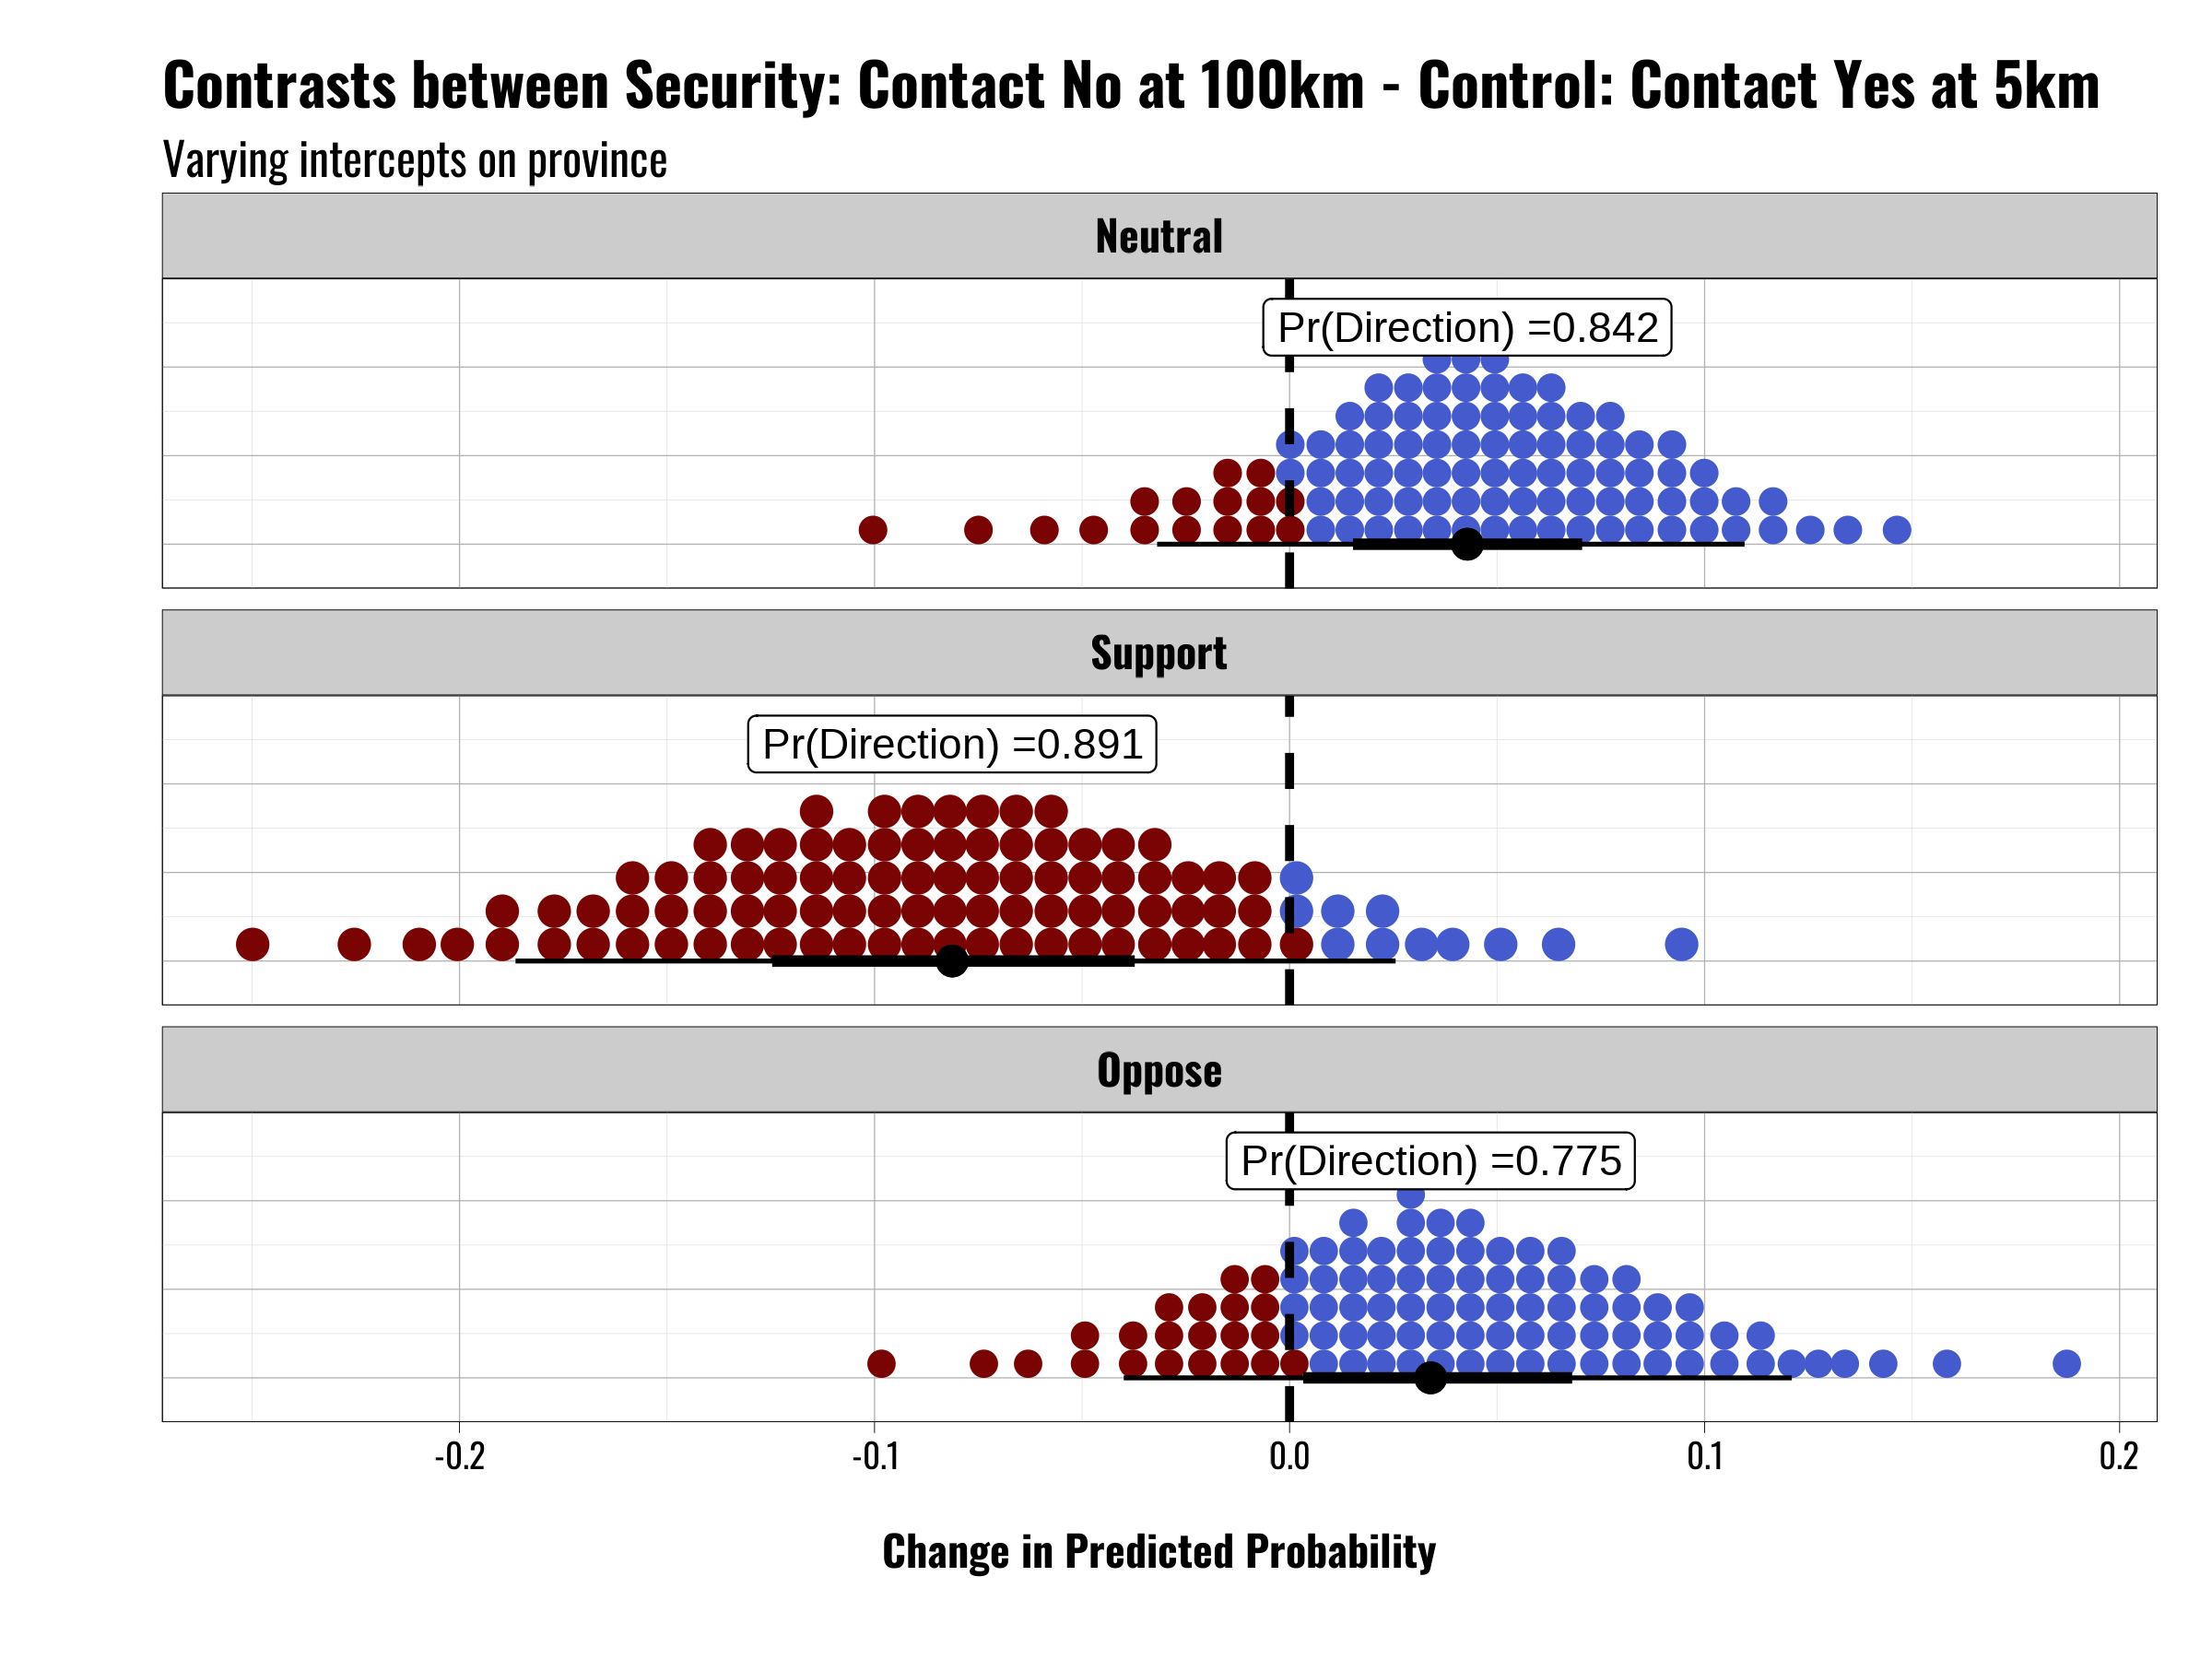 Contrasts between Security: Contact No at 100km - Control: Contact Yes at 5km
Varying intercepts on province
Neutral
Pr(Direction) =0.842
Support
Pr(Direction) =0.891
Oppose
Pr(Direction) =0.775
-0.2 -0.1 0.0 0.1 0.2
Change in Predicted Probability